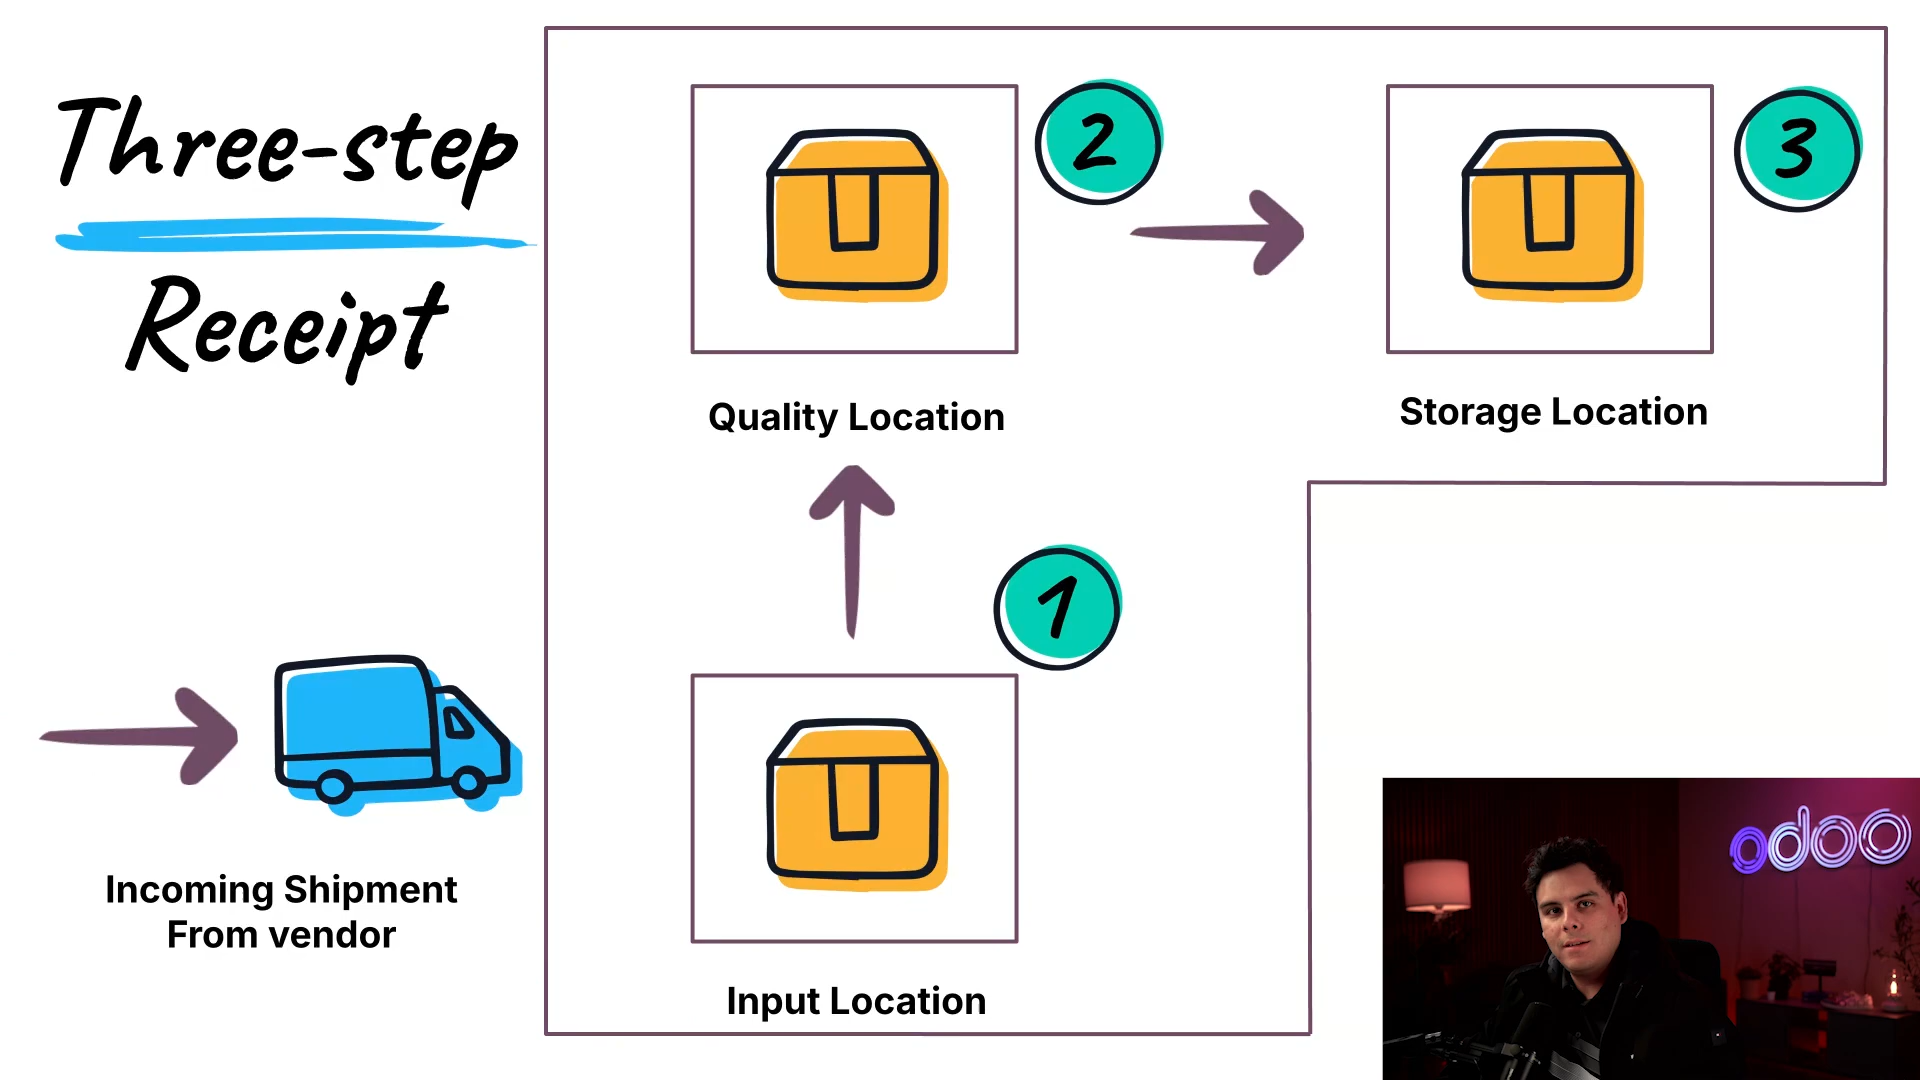 Three-step
Receipt
2
3
Quality Location
Storage Location
1
Incoming Shipment
From vendor
Input Location
odoo